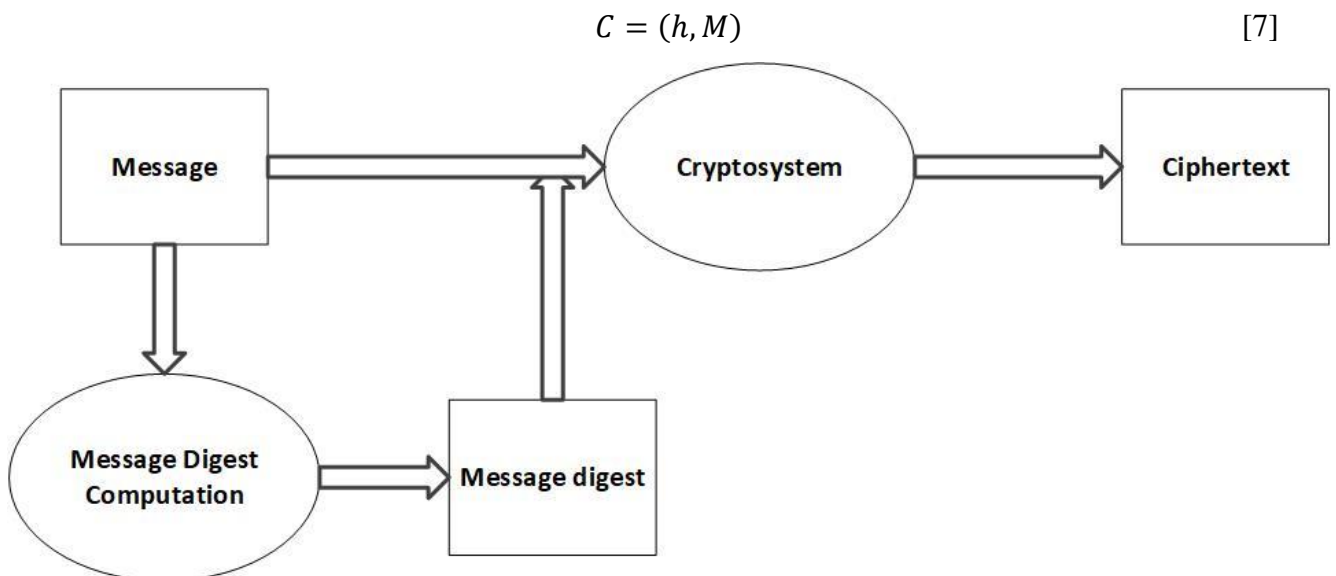 𝐶 = (ℎ, 𝑀) [7]
Message
Cryptosystem
Ciphertext
Message Digest
Computation
Message digest